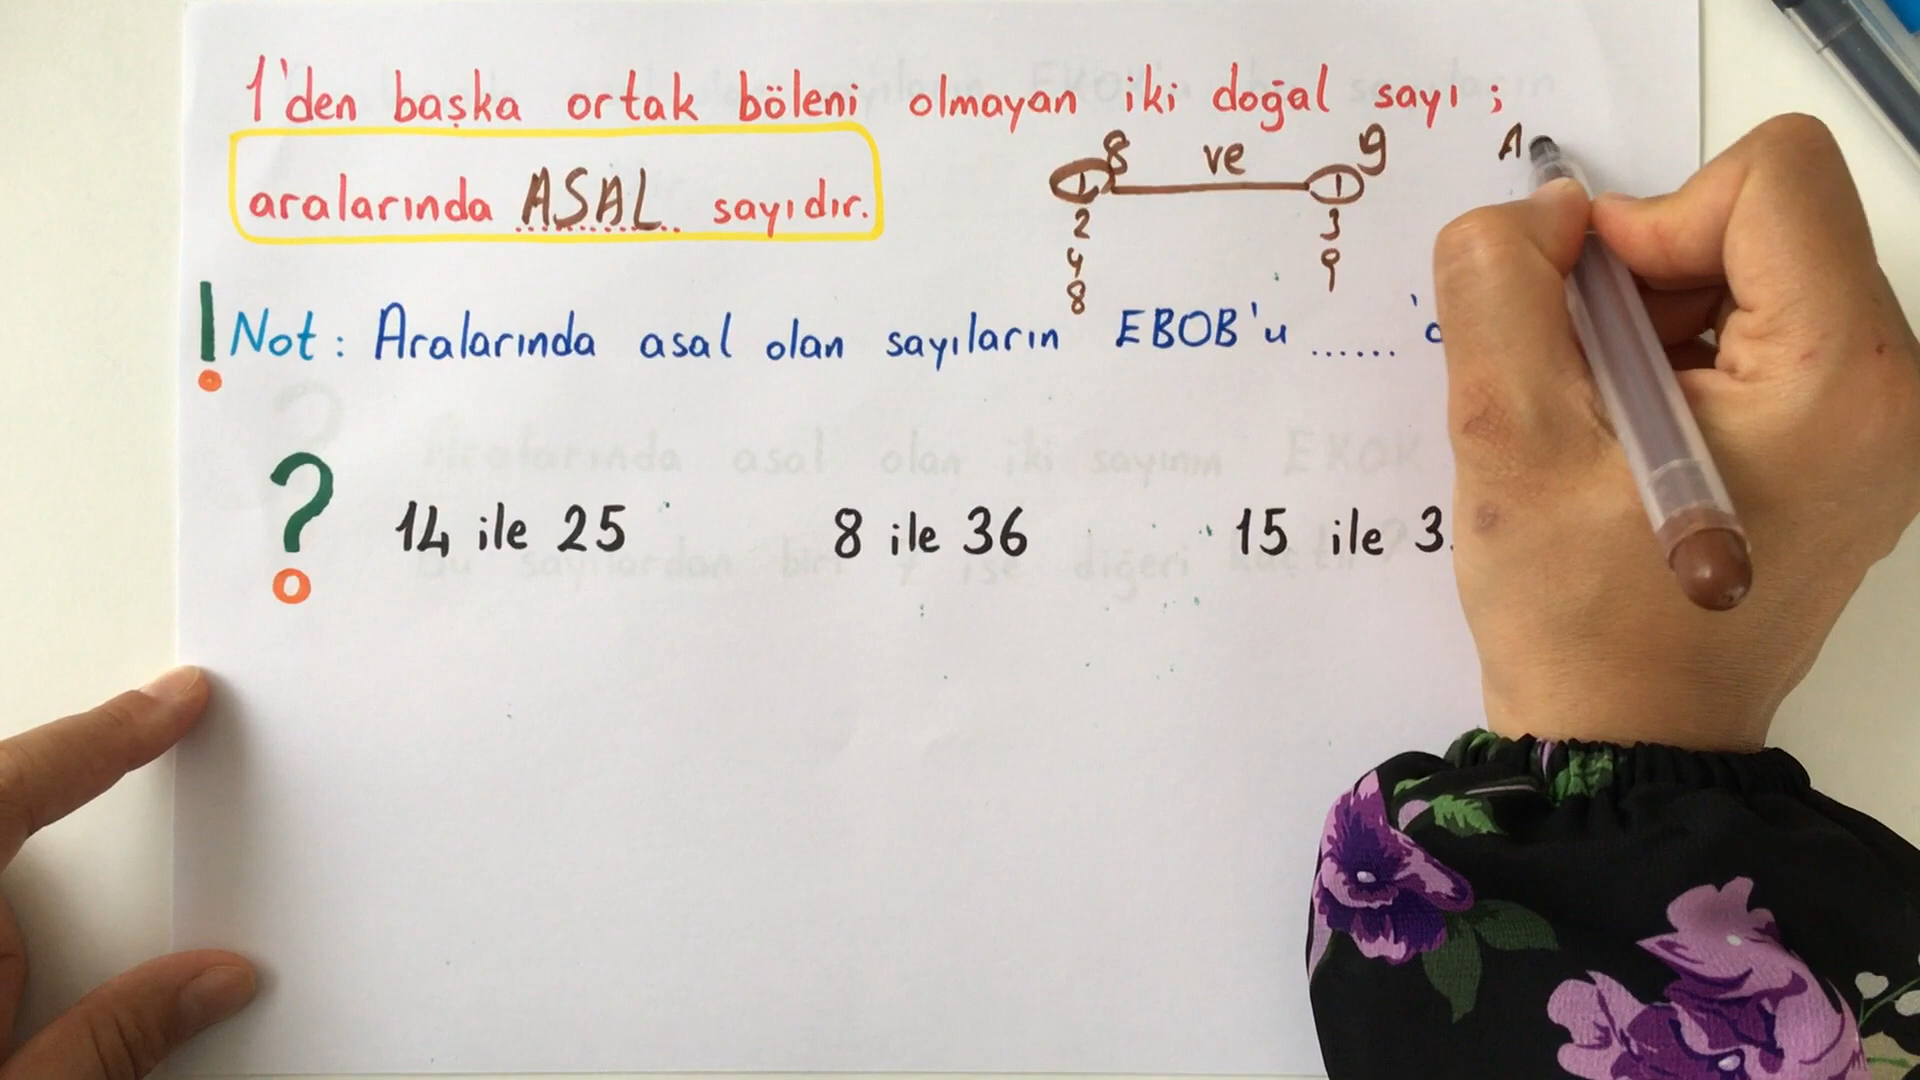 1'den başka ortak böleni olmayan iki doğal sayı ;
aralarında ASAL sayıdır.
8 ve 9
1 1
2 3
4 9
8
A
! Not : Aralarında asal olan sayıların EBOB'u ...... '
? 14 ile 25 8 ile 36 15 ile 3